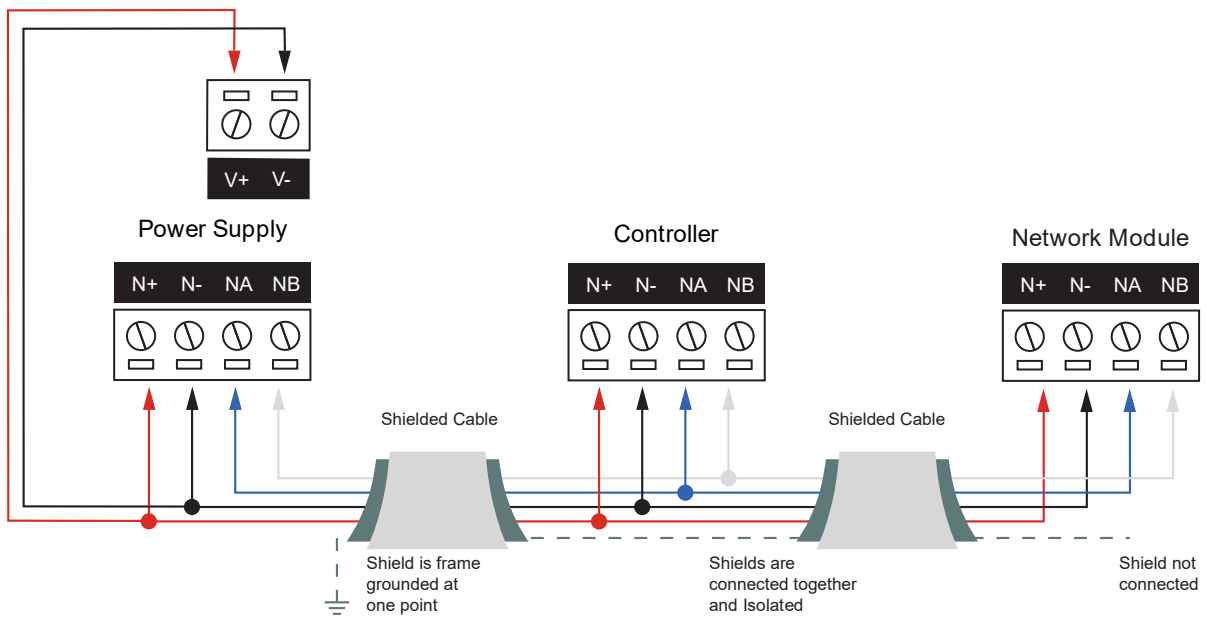 V+ V-
Power Supply
Controller
Network Module
N+ N- NA NB
N+ N- NA NB
N+ N- NA NB
Shielded Cable
Shielded Cable
Shield is frame
grounded at
one point
Shields are
connected together
and Isolated
Shield not
connected